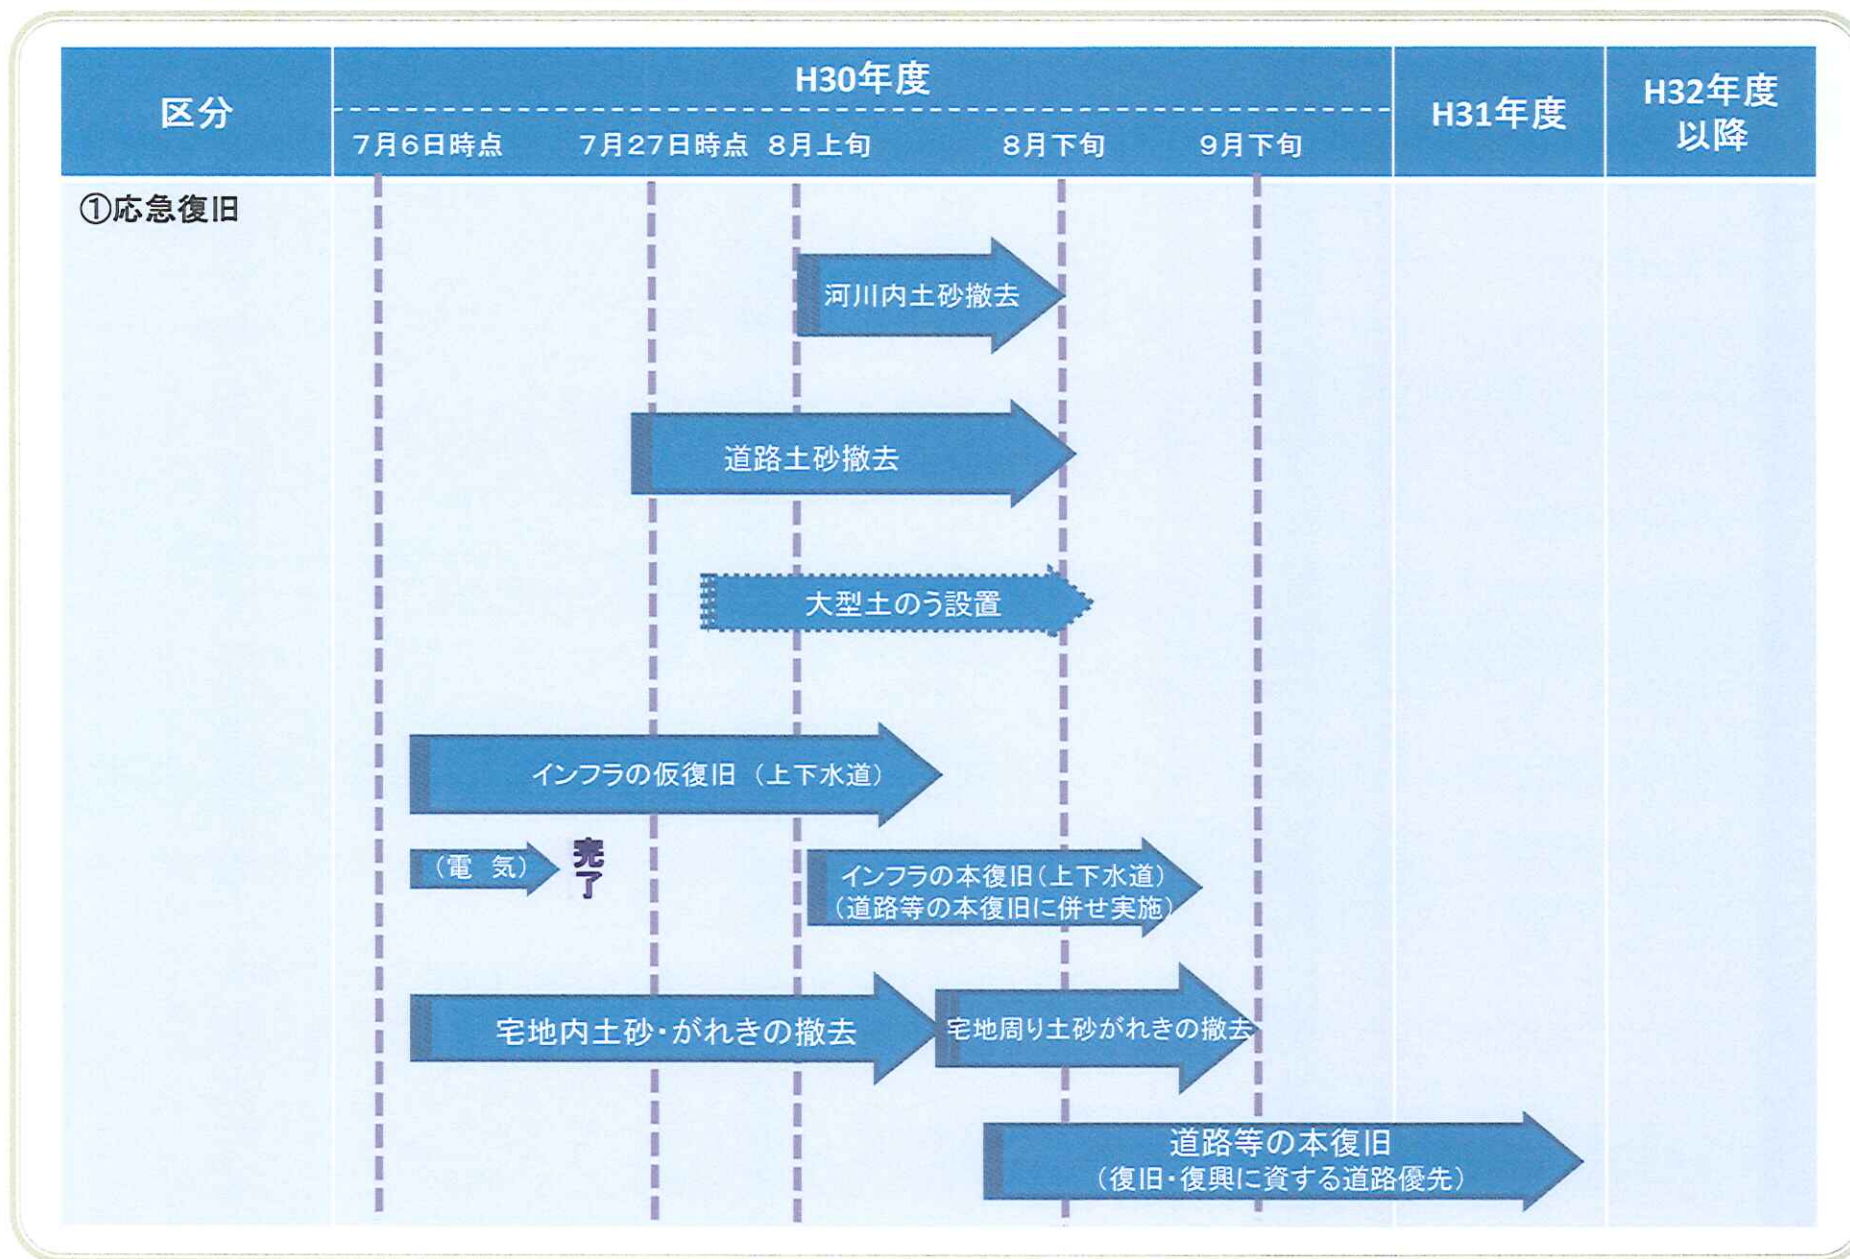 区分
H30年度
7月6日時点
7月27日時点
8月上旬
8月下旬
9月下旬
H31年度
H32年度
以降
①応急復旧
河川内土砂撤去
道路土砂撤去
大型土のう設置
インフラの仮復旧（上下水道）
（電　気）
完
了
インフラの本復旧（上下水道）
（道路等の本復旧に併せ実施）
宅地内土砂・がれきの撤去
宅地周り土砂がれきの撤去
道路等の本復旧
（復旧・復興に資する道路優先）